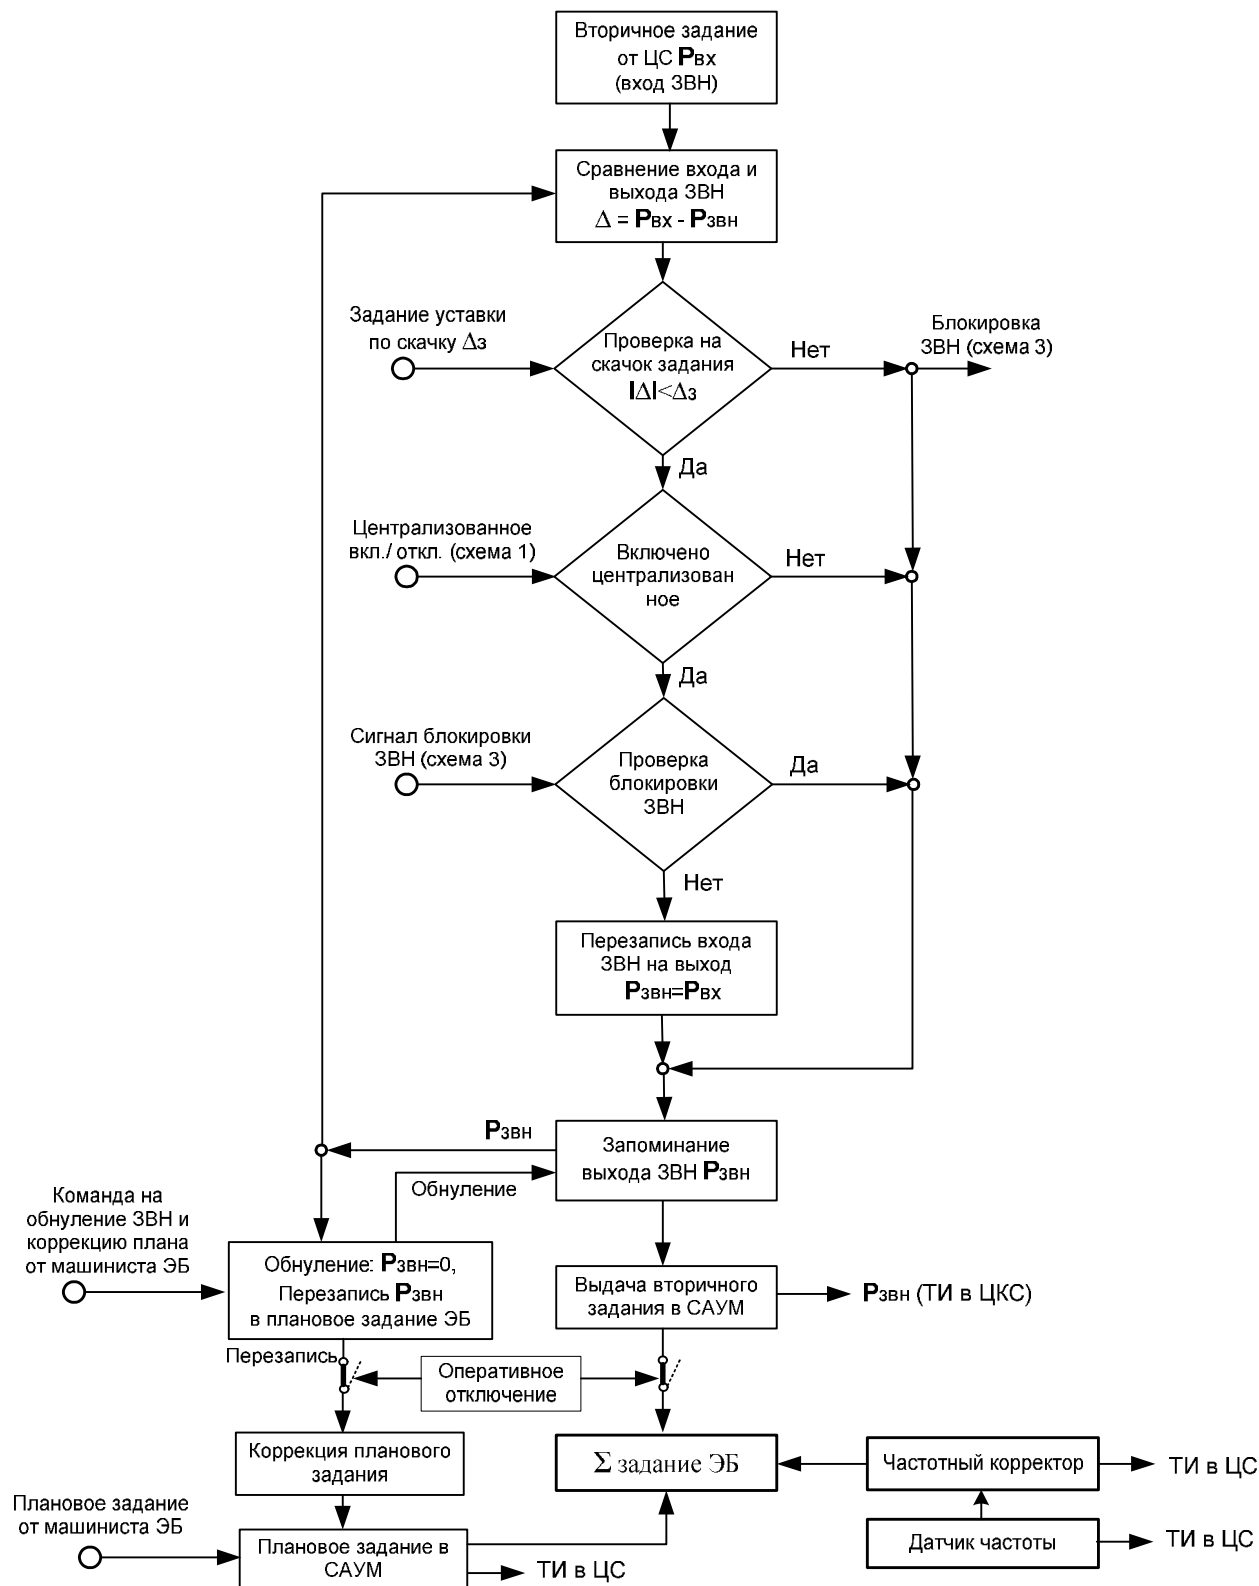 Вторичное задание
от ЦС Pвх
(вход ЗВН)
Сравнение входа и
выхода ЗВН
Δ = Pвх - Pзвн
Задание уставки
по скачку Δз
Проверка на
скачок задания
|Δ|<Δз
Нет
Блокировка
ЗВН (схема 3)
Да
Централизованное
вкл./ откл. (схема 1)
Включено
централизован
ное
Нет
Да
Сигнал блокировки
ЗВН (схема 3)
Проверка
блокировки
ЗВН
Да
Нет
Перезапись входа
ЗВН на выход
Pзвн=Pвх
Pзвн
Запоминание
выхода ЗВН Pзвн
Обнуление
Команда на
обнуление ЗВН и
коррекцию плана
от машиниста ЭБ
Обнуление: Pзвн=0,
Перезапись Pзвн
в плановое задание ЭБ
Выдача вторичного
задания в САУМ
Pзвн (ТИ в ЦКС)
Перезапись
Оперативное
отключение
Коррекция планового
задания
Σ задание ЭБ
Частотный корректор
ТИ в ЦС
Плановое задание
от машиниста ЭБ
Плановое задание в
САУМ
ТИ в ЦС
Датчик частоты
ТИ в ЦС